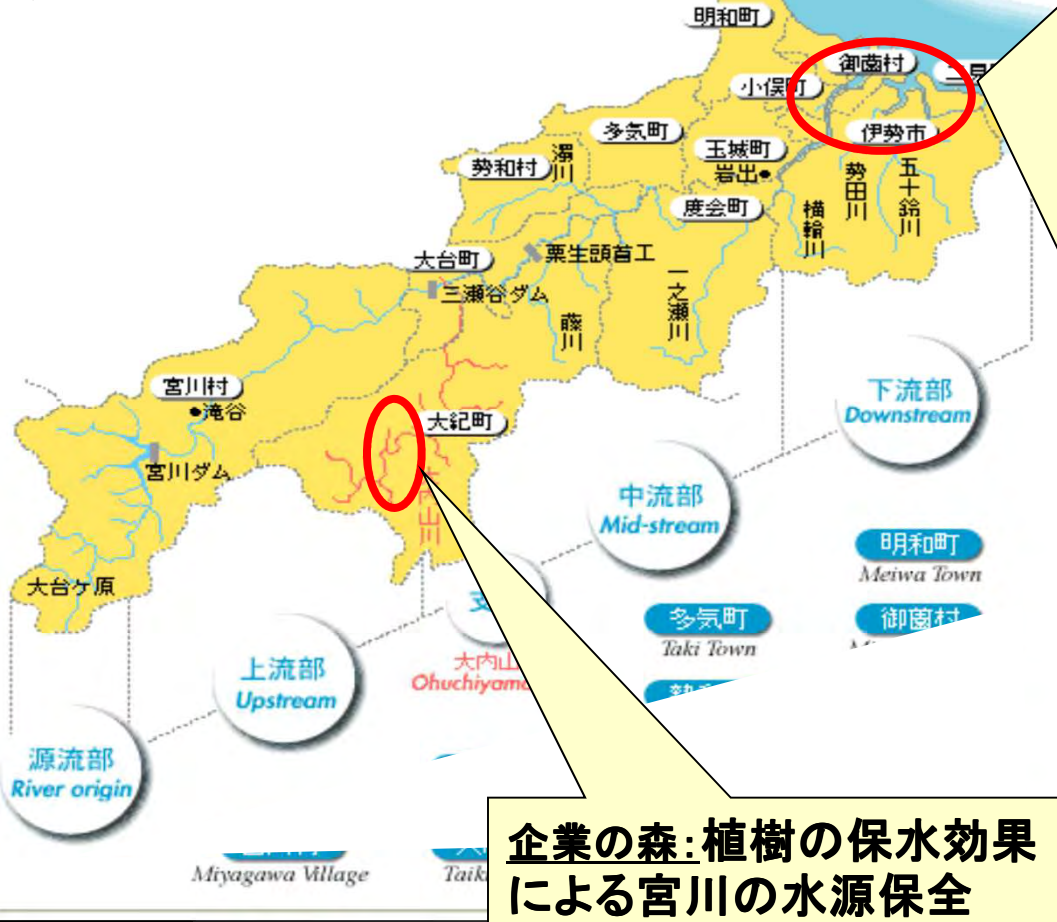 明和町
御薗村
小俣町
伊勢市
多気町
玉城町
岩出
勢和村
濁川
度会町
横輪川
勢田川
五十鈴川
大台町
栗生頭首工
三瀬谷ダム
一之瀬川
藤川
宮川村
滝谷
大紀町
宮川ダム
大台ケ原
下流部
Downstream
中流部
Mid-stream
明和町
Meiwa Town
多気町
Taki Town
御薗村
上流部
Upstream
大内山
源流部
River origin
Miyagawa Village
企業の森:植樹の保水効果
による宮川の水源保全